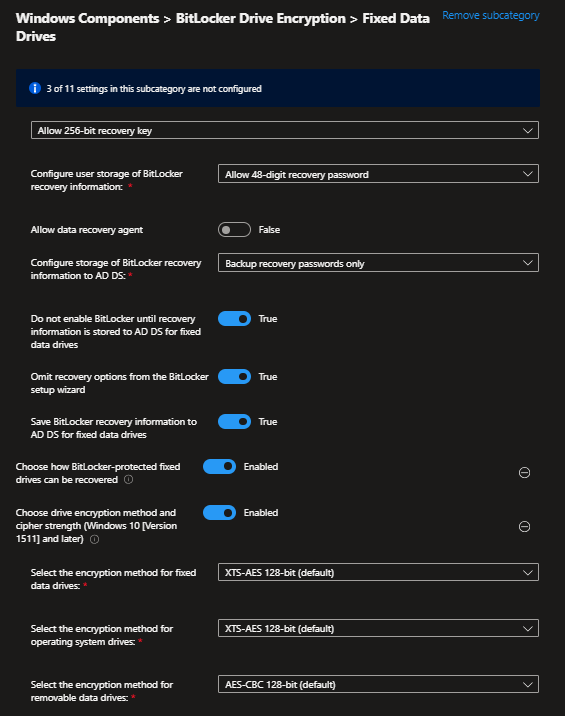 Windows Components > BitLocker Drive Encryption > Fixed Data
Drives
Remove subcategory
3 of 11 settings in this subcategory are not configured
Allow 256-bit recovery key
Configure user storage of BitLocker
recovery information: *
Allow 48-digit recovery password
Allow data recovery agent
False
Configure storage of BitLocker recovery
information to AD DS: *
Backup recovery passwords only
Do not enable BitLocker until recovery
information is stored to AD DS for fixed
data drives
True
Omit recovery options from the BitLocker
setup wizard
True
Save BitLocker recovery information to
AD DS for fixed data drives
True
Choose how BitLocker-protected fixed
drives can be recovered
Enabled
Choose drive encryption method and
cipher strength (Windows 10 [Version
1511] and later)
Enabled
Select the encryption method for fixed
data drives: *
XTS-AES 128-bit (default)
Select the encryption method for
operating system drives: *
XTS-AES 128-bit (default)
Select the encryption method for
removable data drives: *
AES-CBC 128-bit (default)